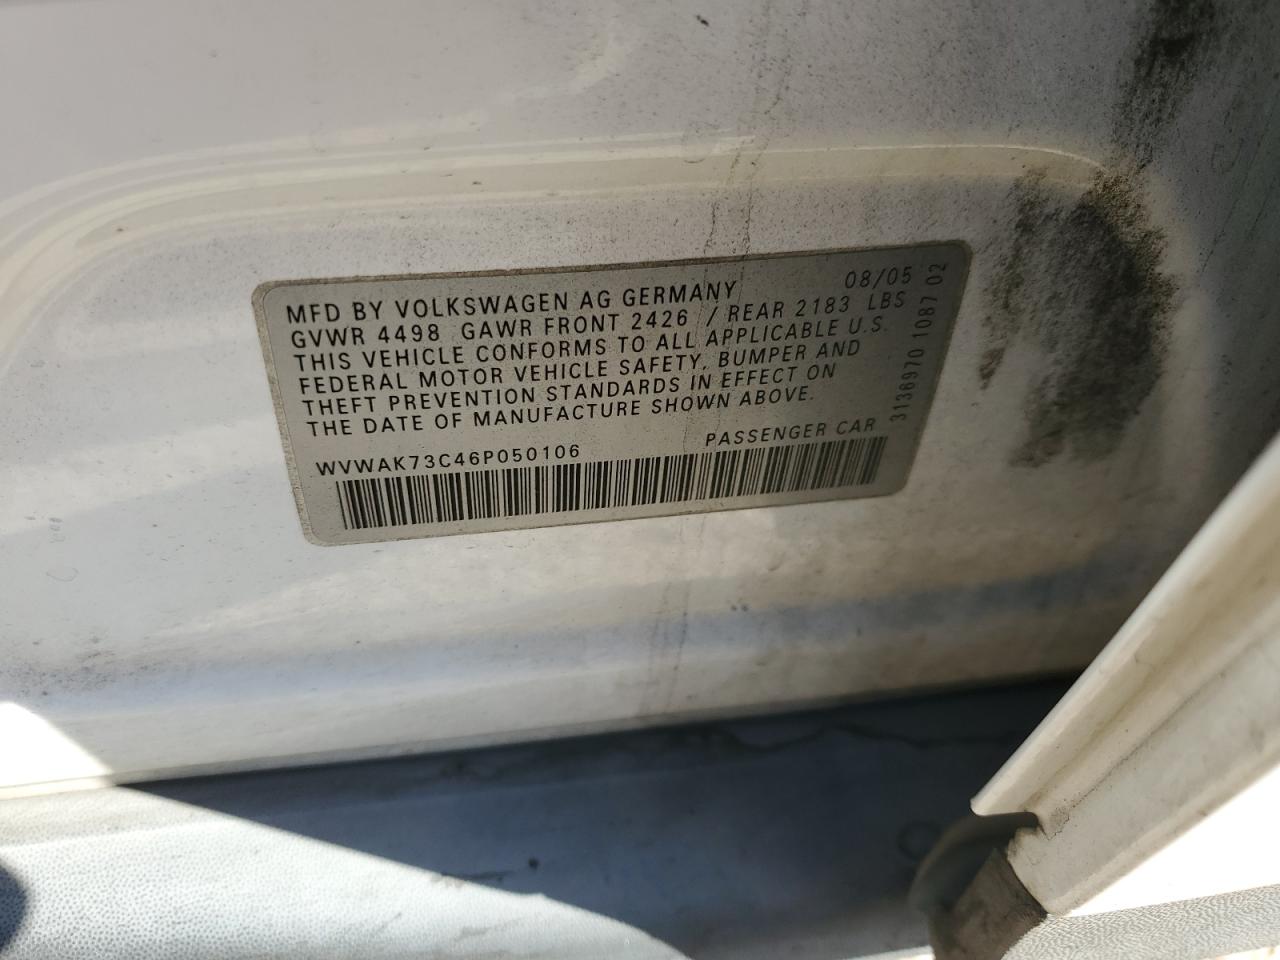 MFD BY VOLKSWAGEN AG GERMANY 08/05
GVWR 4498 GAWR FRONT 2426 / REAR 2183 LBS
THIS VEHICLE CONFORMS TO ALL APPLICABLE U.S.
FEDERAL MOTOR VEHICLE SAFETY, BUMPER AND
THEFT PREVENTION STANDARDS IN EFFECT ON
THE DATE OF MANUFACTURE SHOWN ABOVE.
WVWAK73C46P050106 PASSENGER CAR
3136970 1087 02